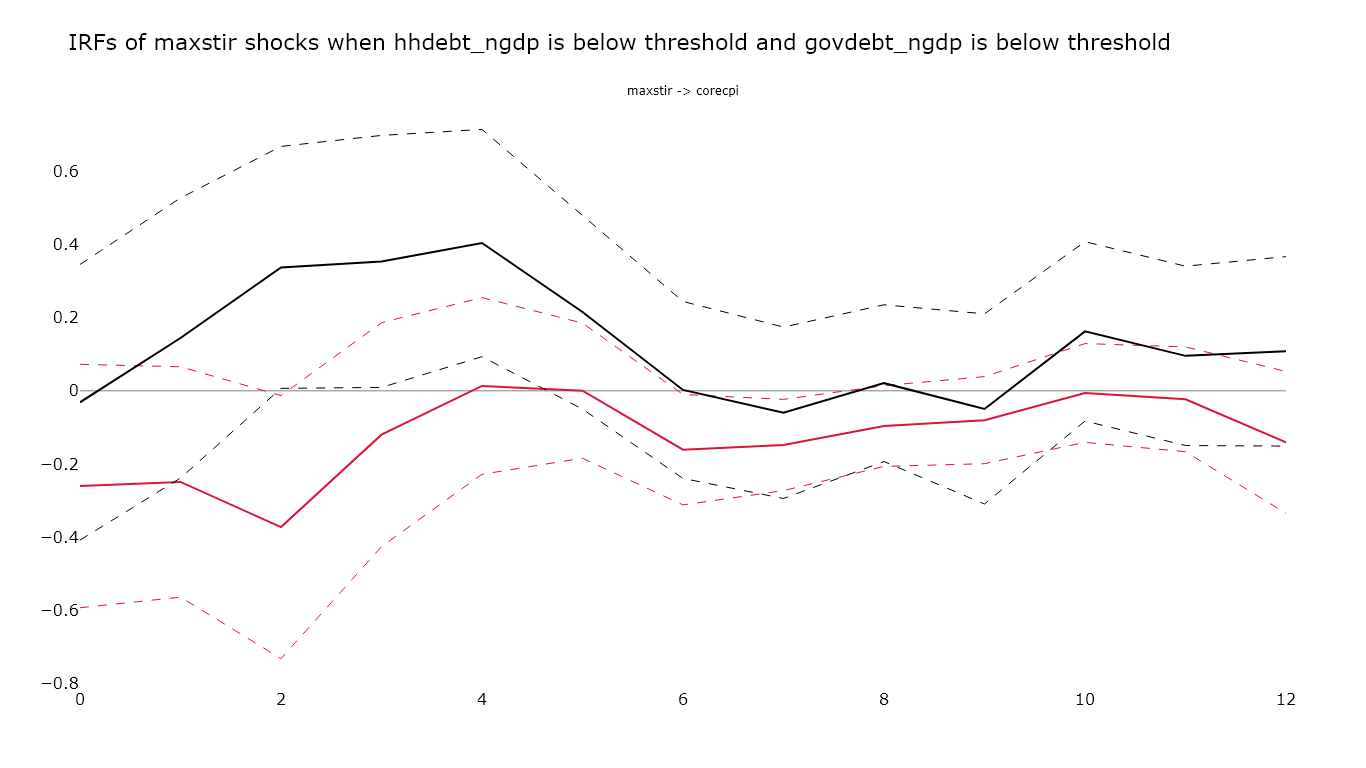 IRFs of maxstir shocks when hhdebt_ngdp is below threshold and govdebt_ngdp is below threshold
maxstir -> corecpi
0.6
0.4
0.2
0
−0.2
−0.4
−0.6
−0.8
0 2 4 6 8 10 12